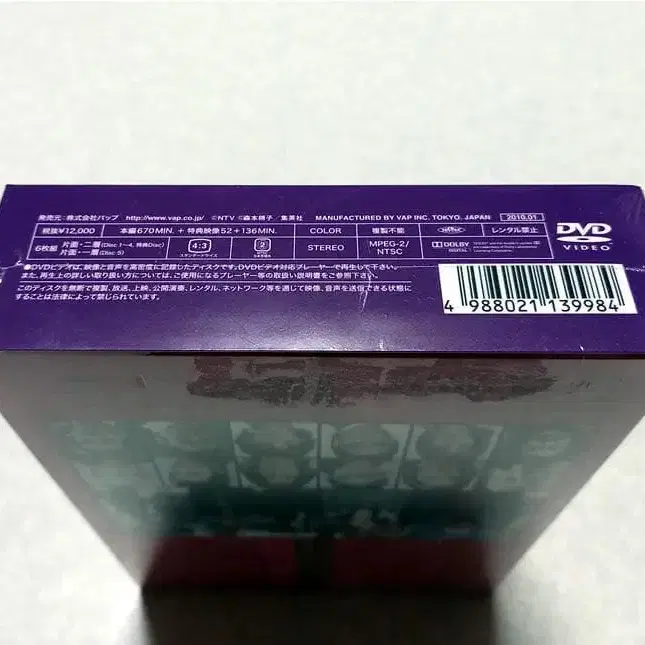 発売元:株式会社バップ http://www.vap.co.jp/ ©NTV ©森本梢子/集英社 MANUFACTURED BY VAP INC, TOKYO. JAPAN 2010.01
税抜¥12,000 本編670MIN. + 特典映像52+136MIN. COLOR 複製不能 レンタル禁止
6枚組 片面・二層(Disc 1〜4, 特典Disc) 片面・一層(Disc 5) 4:3 スタンダードサイズ 2 STEREO MPEG-2/NTSC DOLBY DIGITAL
DVD VIDEO
●DVDビデオは、映像と音声を高密度に記録したディスクです。DVDビデオ対応プレーヤーで再生して下さい。
また、再生上の詳しい取り扱い方については、ご使用になるプレーヤー等の取扱い説明書をご参照下さい。
このディスクを無断で複製、放送、上映、公開演奏、レンタル、ネットワーク等を通じて映像、音声を送信できる状態に
することは法律によって禁じられています。
4 988021 139984